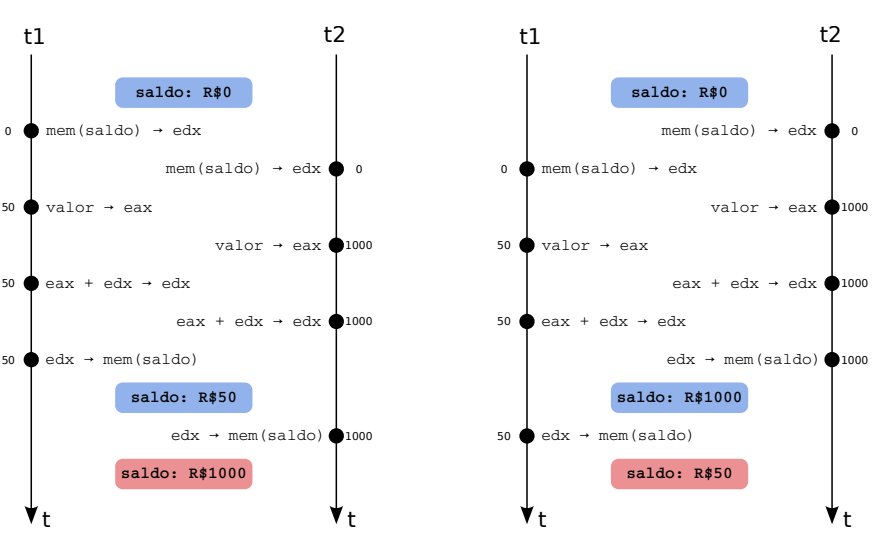 t1
t2
saldo: R$0
0 mem(saldo) → edx
mem(saldo) → edx 0
50 valor → eax
valor → eax 1000
50 eax + edx → edx
eax + edx → edx 1000
50 edx → mem(saldo)
saldo: R$50
edx → mem(saldo) 1000
saldo: R$1000
t
t
t1
t2
saldo: R$0
mem(saldo) → edx 0
0 mem(saldo) → edx
valor → eax 1000
50 valor → eax
eax + edx → edx 1000
50 eax + edx → edx
edx → mem(saldo) 1000
saldo: R$1000
50 edx → mem(saldo)
saldo: R$50
t
t